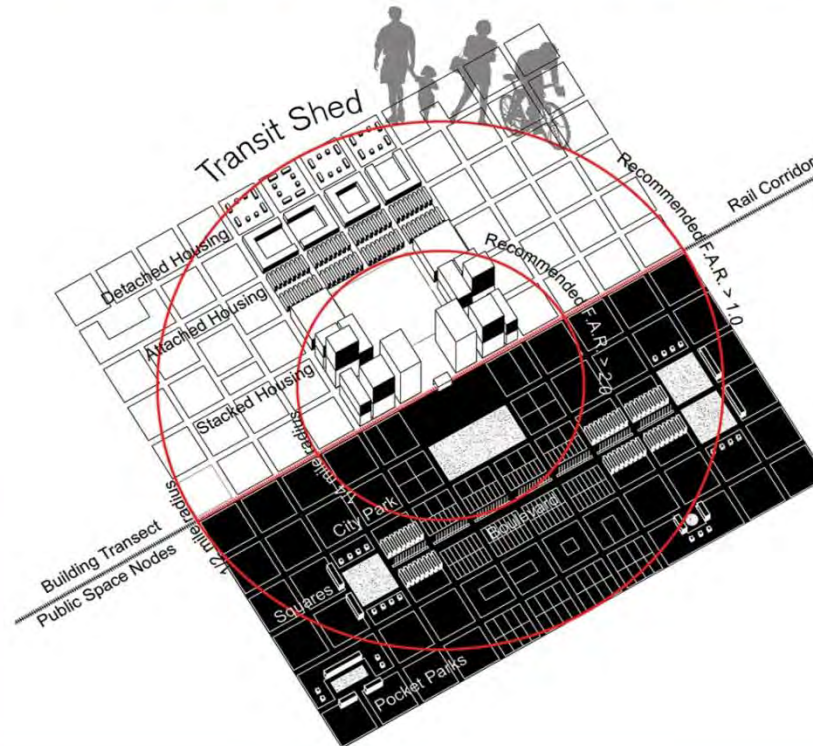 Transit Shed
Rail Corridor
Recommended F.A.R. > 1.0
Recommended F.A.R. > 2.0
Detached Housing
Attached Housing
Stacked Housing
1/4 mile radius
1/2 mile radius
Building Transect
Public Space Nodes
City Park
Boulevard
Squares
Pocket Parks